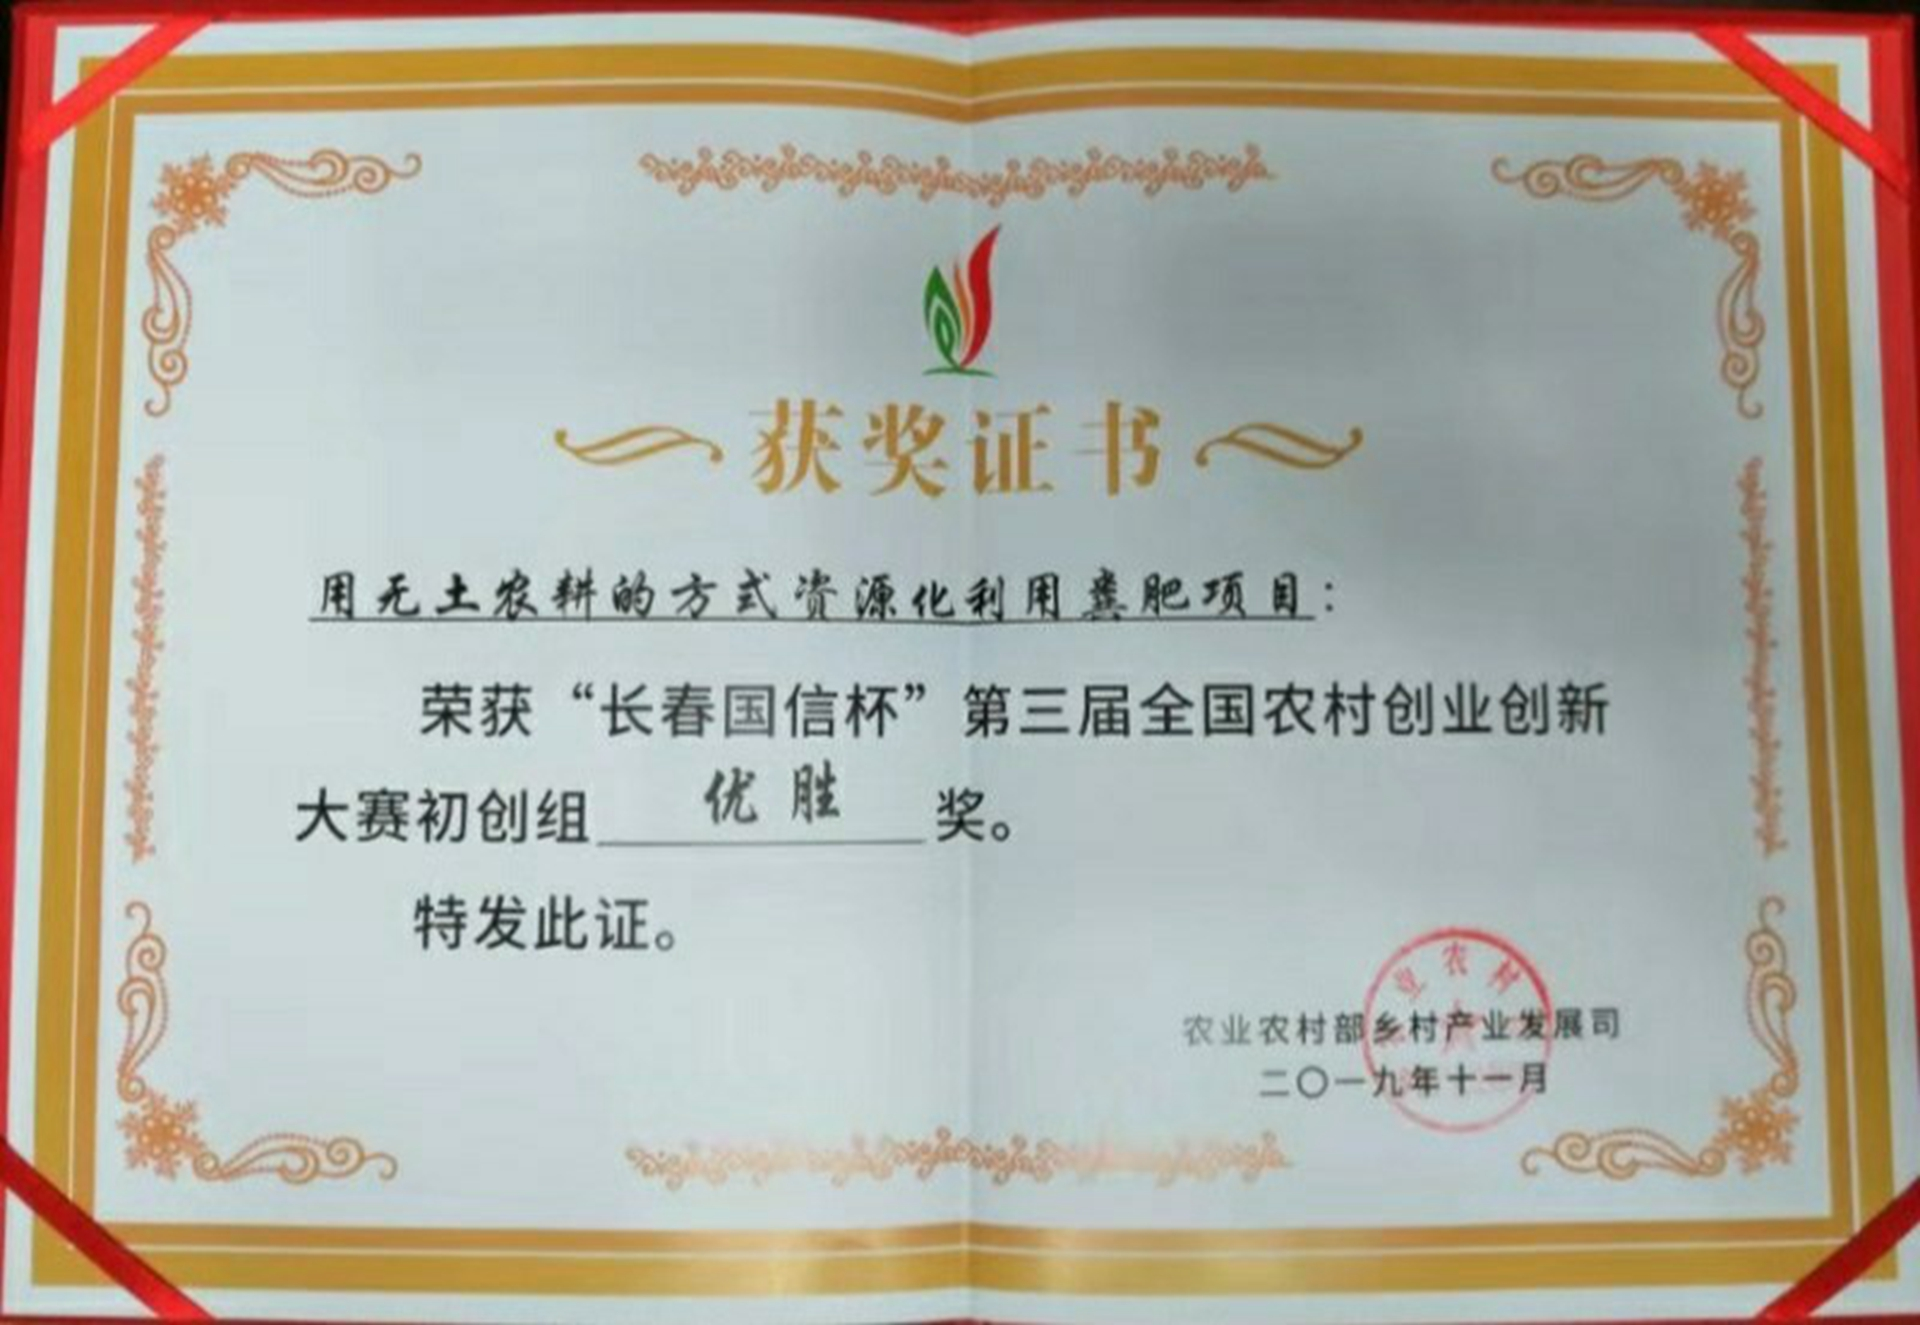 获奖证书
用无土农耕的方式资源化利用粪肥项目：
荣获“长春国信杯”第三届全国农村创业创新
大赛初创组 优胜 奖。
特发此证。
业农村
农业农村部乡村产业发展司
二〇一九年十一月